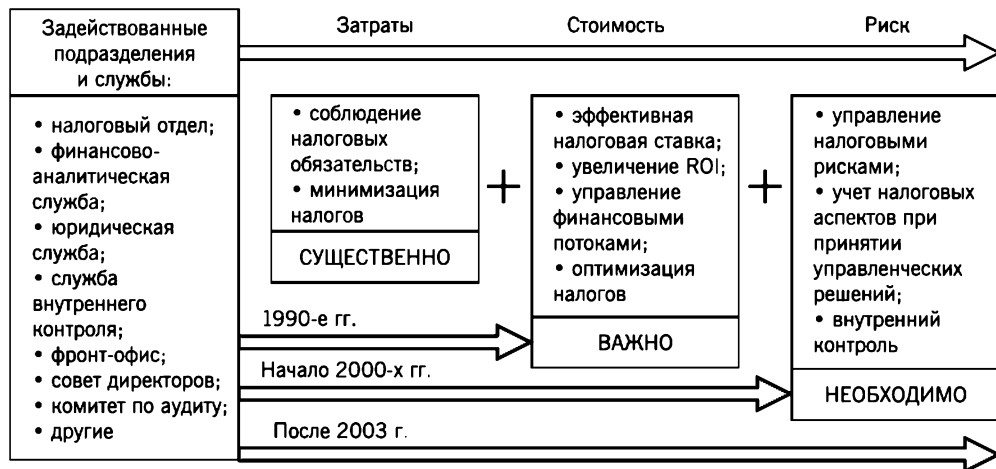 Задействованные
подразделения
и службы:
• налоговый отдел;
• финансово-
аналитическая
служба;
• юридическая
служба;
• служба
внутреннего
контроля;
• фронт-офис;
• совет директоров;
• комитет по аудиту;
• другие
Затраты
Стоимость
Риск
• соблюдение
налоговых
обязательств;
• минимизация
налогов
СУЩЕСТВЕННО
+
• эффективная
налоговая ставка;
• увеличение ROI;
• управление
финансовыми
потоками;
• оптимизация
налогов
ВАЖНО
+
• управление
налоговыми
рисками;
• учет налоговых
аспектов при
принятии
управленческих
решений;
• внутренний
контроль
НЕОБХОДИМО
1990-е гг.
Начало 2000-х гг.
После 2003 г.